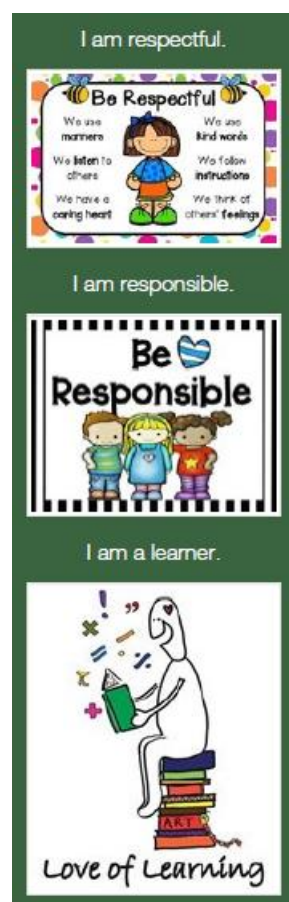 I am respectful.
Be Respectful
We use
manners
We use
kind words
We listen to
others
We follow
instructions
We have a
caring heart
We think of
others' feelings
I am responsible.
Be
Responsible
I am a learner.
ART
Love of Learning